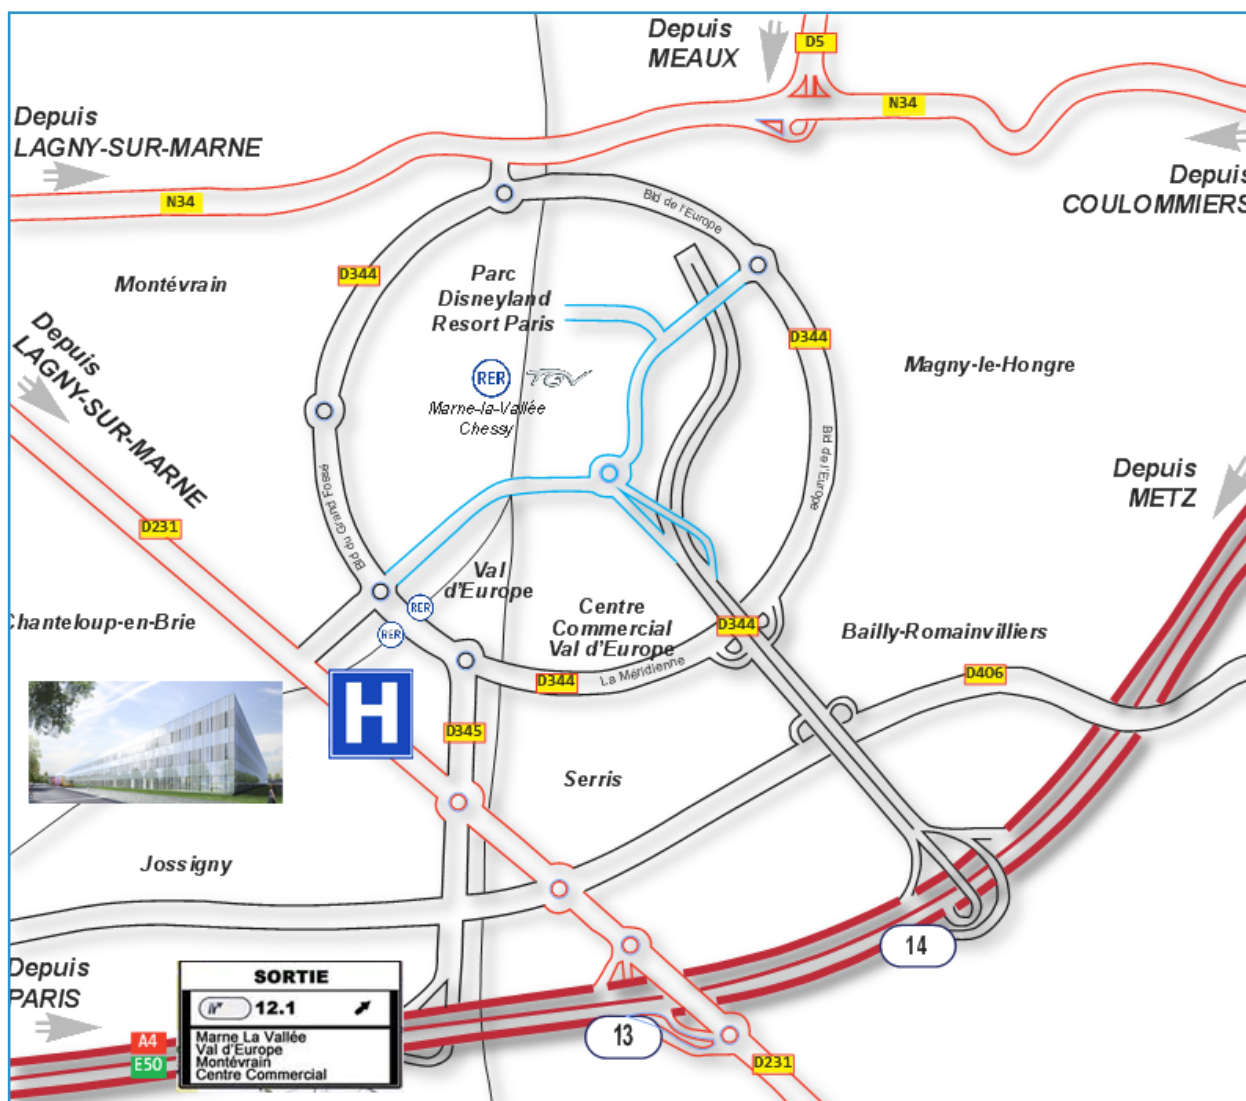 Depuis
MEAUX
D5
N34
Depuis
LAGNY-SUR-MARNE
N34
Depuis
COULOMMIERS
Bld de l'Europe
Montévrain
D344
Parc
Disneyland
Resort Paris
D344
Magny-le-Hongre
Depuis
LAGNY-SUR-MARNE
RER TGV
Marne-la-Vallée
Chessy
Bld de l'Europe
Depuis
METZ
Bld du Grand Fossé
D231
Val
d'Europe
RER
RER
Chanteloup-en-Brie
Centre
Commercial
Val d'Europe
D344
Bailly-Romainvilliers
La Méridienne
D344
D406
H
D345
Serris
Jossigny
14
Depuis
PARIS
SORTIE
12.1
Marne La Vallée
Val d'Europe
Montévrain
Centre Commercial
A4
E50
13
D231